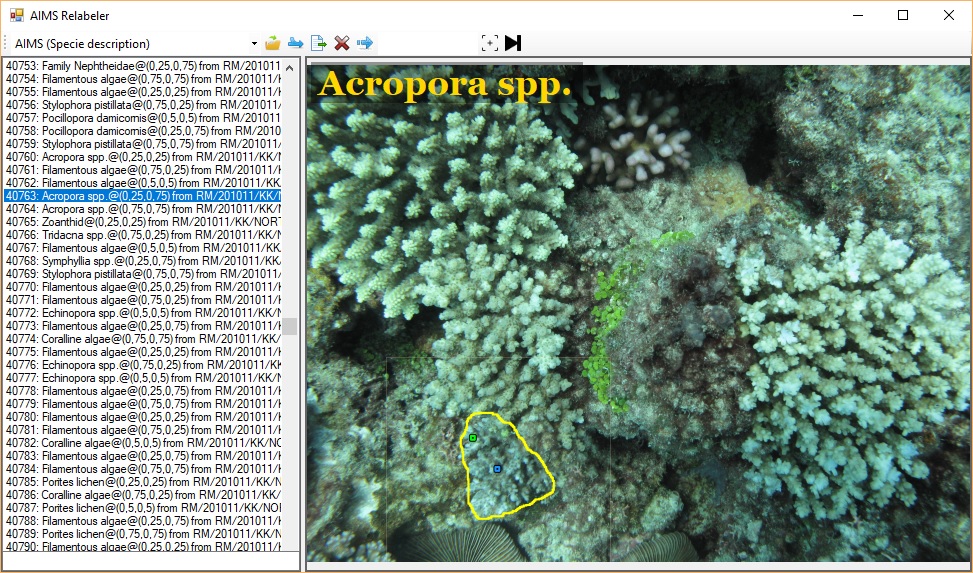 AIMS Relabeler
AIMS (Specie description)
40753: Family Nephtheidae@(0,25,0,75) from RM/201011
40754: Filamentous algae@(0,75,0,75) from RM/201011/
40755: Filamentous algae@(0,25,0,25) from RM/201011/
40756: Stylophora pistillata@(0,75,0,25) from RM/201011/
40757: Pocillopora damicornis@(0,5,0,5) from RM/201011/
40758: Pocillopora damicornis@(0,25,0,75) from RM/2010
40759: Stylophora pistillata@(0,75,0,75) from RM/201011/
40760: Acropora spp.@(0,25,0,25) from RM/201011/KK/N
40761: Filamentous algae@(0,75,0,25) from RM/201011/
40762: Filamentous algae@(0,5,0,5) from RM/201011/KK
40763: Acropora spp.@(0,25,0,75) from RM/201011/KK/N
40764: Acropora spp.@(0,75,0,75) from RM/201011/KK/N
40765: Zoanthid@(0,25,0,25) from RM/201011/KK/NORT
40766: Tridacna spp.@(0,75,0,25) from RM/201011/KK/N
40767: Filamentous algae@(0,5,0,5) from RM/201011/KK
40768: Symphyllia spp.@(0,25,0,25) from RM/201011/KK
40769: Stylophora pistillata@(0,75,0,75) from RM/201011/
40770: Filamentous algae@(0,25,0,25) from RM/201011/
40771: Filamentous algae@(0,75,0,25) from RM/201011/
40772: Echinopora spp.@(0,5,0,5) from RM/201011/KK/
40773: Filamentous algae@(0,25,0,75) from RM/201011/
40774: Coralline algae@(0,75,0,75) from RM/201011/KK
40775: Filamentous algae@(0,25,0,25) from RM/201011/
40776: Echinopora spp.@(0,75,0,25) from RM/201011/K
40777: Echinopora spp.@(0,5,0,5) from RM/201011/KK/
40778: Filamentous algae@(0,25,0,75) from RM/201011/
40779: Filamentous algae@(0,75,0,75) from RM/201011/
40780: Filamentous algae@(0,25,0,25) from RM/201011/
40781: Filamentous algae@(0,75,0,25) from RM/201011/
40782: Coralline algae@(0,5,0,5) from RM/201011/KK/NO
40783: Filamentous algae@(0,25,0,75) from RM/201011/
40784: Filamentous algae@(0,75,0,75) from RM/201011/
40785: Porites lichen@(0,25,0,25) from RM/201011/KK/N
40786: Coralline algae@(0,75,0,25) from RM/201011/KK
40787: Porites lichen@(0,5,0,5) from RM/201011/KK/NOI
40788: Filamentous algae@(0,25,0,75) from RM/201011/
40789: Porites lichen@(0,75,0,75) from RM/201011/KK/N
40790: Filamentous algae@(0,25,0,25) from RM/201011/
Acropora spp.